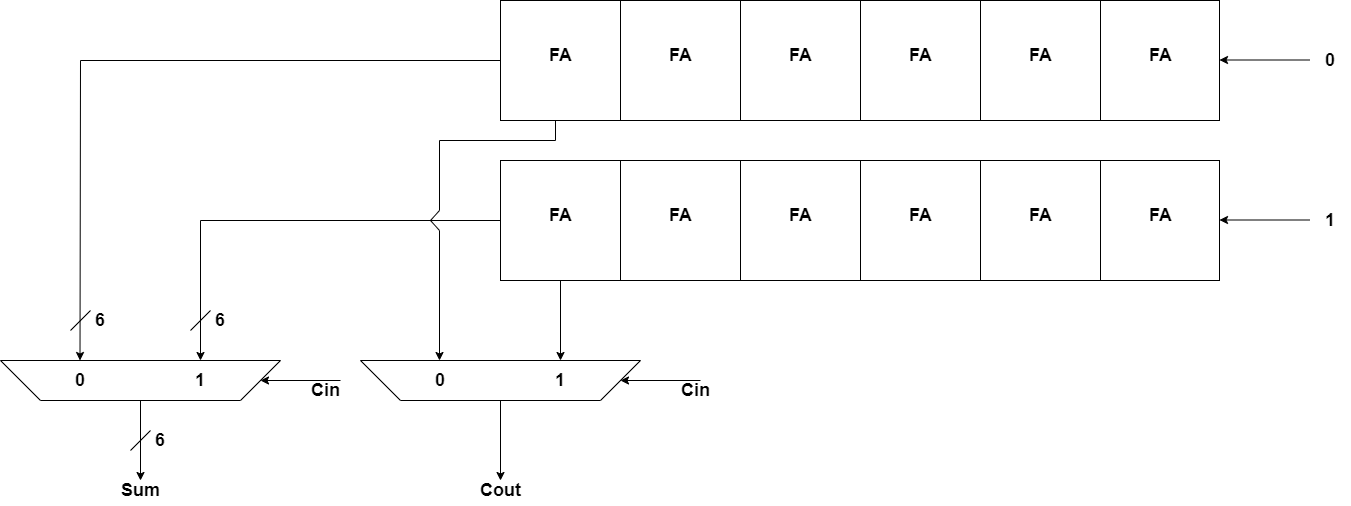 FA FA FA FA FA FA 0
FA FA FA FA FA FA 1
6 6
0 1 Cin 0 1 Cin
6
Sum Cout